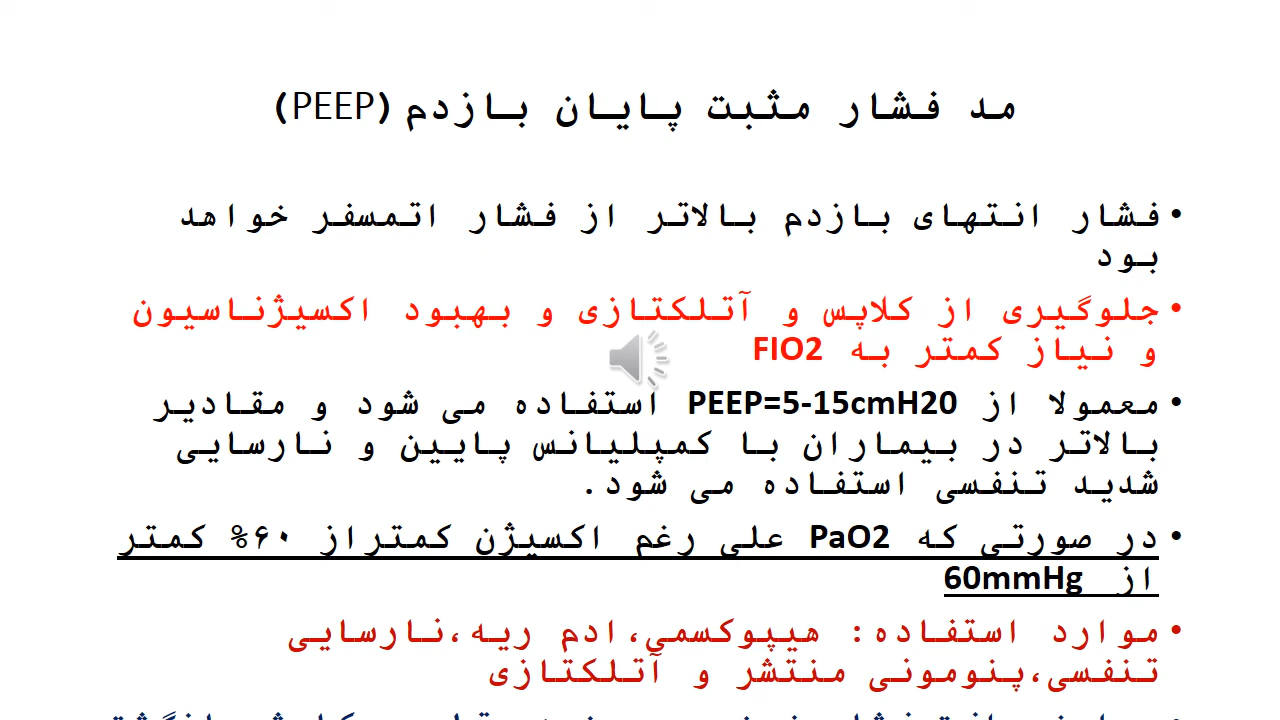 مد فشار مثبت پایان بازدم (PEEP)
• فشار انتهای بازدم بالاتر از فشار اتمسفر خواهد
بود
• جلوگیری از کلاپس و آتلکتازی و بهبود اکسیژناسیون
و نیاز کمتر به FIO2
• معمولا از PEEP=5-15cmH20 استفاده می شود و مقادیر
بالاتر در بیماران با کمپلیانس پایین و نارسایی
شدید تنفسی استفاده می شود.
• در صورتی که PaO2 علی رغم اکسیژن کمتراز ۶۰% کمتر
از 60mmHg
• موارد استفاده: هیپوکسمی،ادم ریه،نارسایی
تنفسی،پنومونی منتشر و آتلکتازی